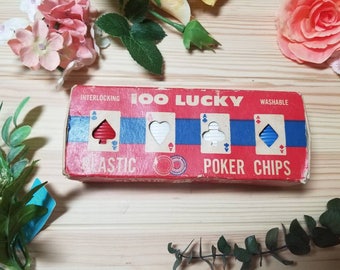 INTERLOCKING 100 LUCKY WASHABLE
PLASTIC POKER CHIPS